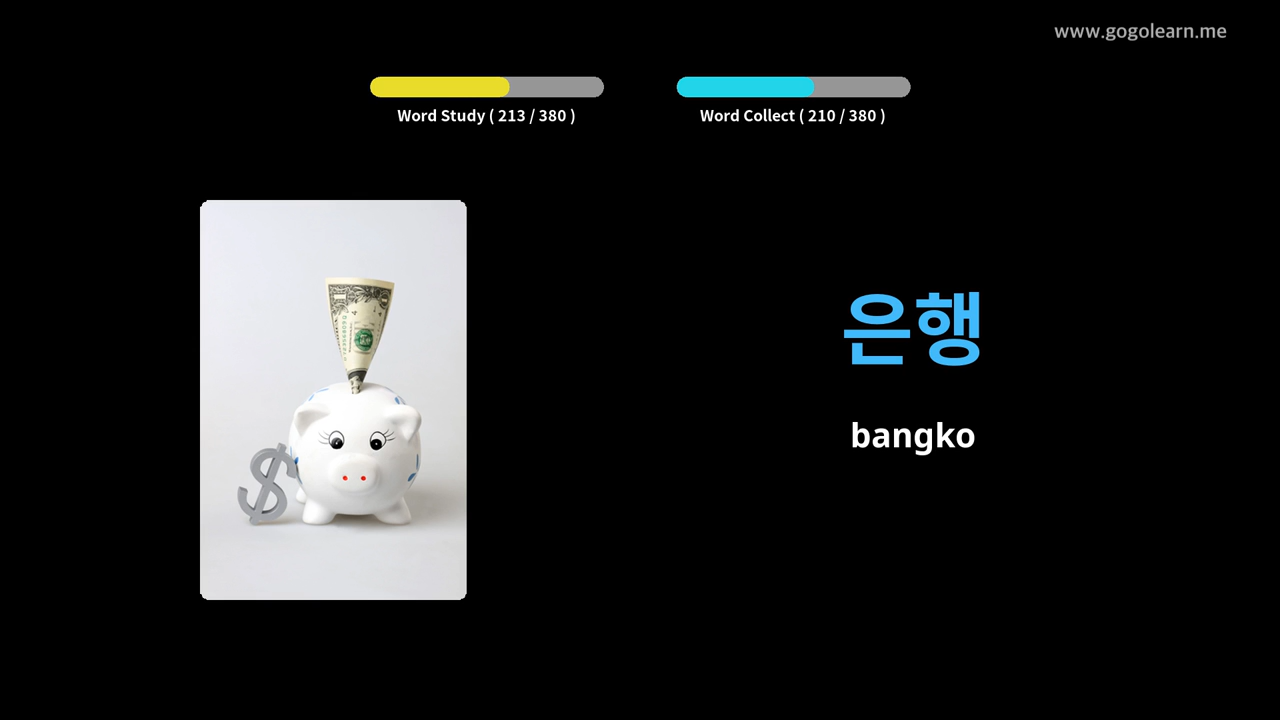 www.gogolearn.me
Word Study ( 213 / 380 )
Word Collect ( 210 / 380 )
은행
bangko
$